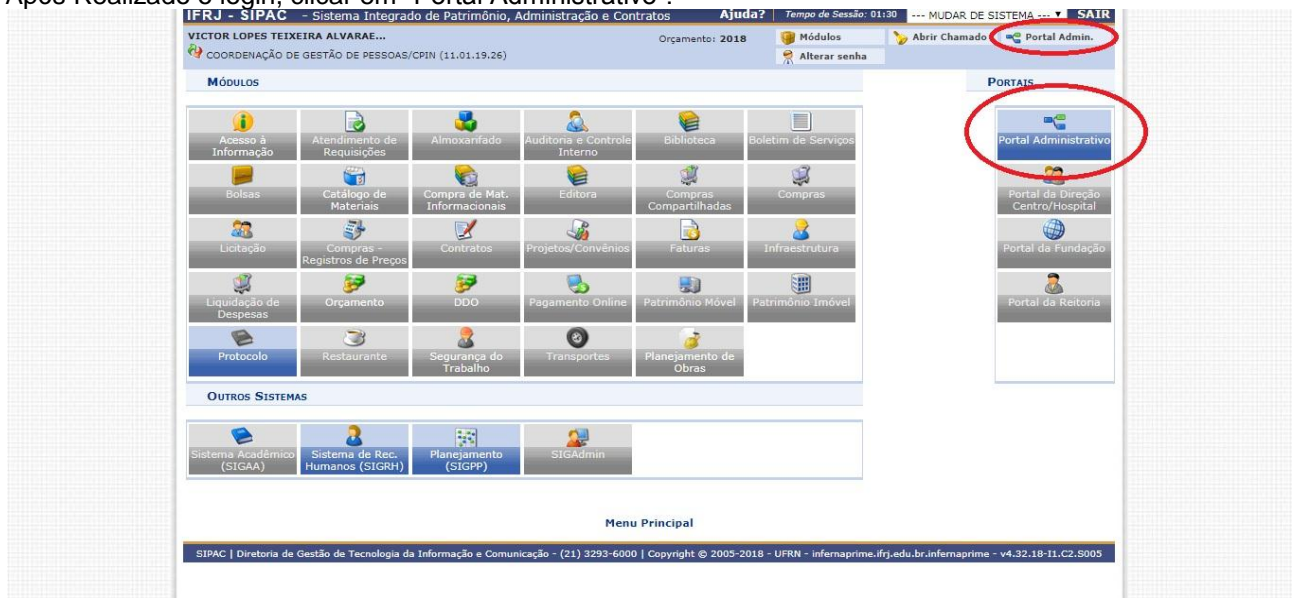 Após Realizado o login, clicar em "Portal Administrativo".
IFRJ - SIPAC - Sistema Integrado de Patrimônio, Administração e Contratos Ajuda? Tempo de Sessão: 01:30 --- MUDAR DE SISTEMA --- SAIR
VICTOR LOPES TEIXEIRA ALVARAE... Orçamento: 2018 Módulos Abrir Chamado Portal Admin.
COORDENAÇÃO DE GESTÃO DE PESSOAS/CPIN (11.01.19.26) Alterar senha
MÓDULOS PORTAIS
Acesso à Informação
Atendimento de Requisições
Almoxarifado
Auditoria e Controle Interno
Biblioteca
Boletim de Serviços
Portal Administrativo
Bolsas
Catálogo de Materiais
Compra de Mat. Informacionais
Editora
Compras Compartilhadas
Compras
Portal da Direção Centro/Hospital
Licitação
Compras - Registros de Preços
Contratos
Projetos/Convênios
Faturas
Infraestrutura
Portal da Fundação
Liquidação de Despesas
Orçamento
DDO
Pagamento Online
Patrimônio Móvel
Patrimônio Imóvel
Portal da Reitoria
Protocolo
Restaurante
Segurança do Trabalho
Transportes
Planejamento de Obras
OUTROS SISTEMAS
Sistema Acadêmico (SIGAA)
Sistema de Rec. Humanos (SIGRH)
Planejamento (SIGPP)
SIGAdmin
Menu Principal
SIPAC | Diretoria de Gestão de Tecnologia da Informação e Comunicação - (21) 3293-6000 | Copyright © 2005-2018 - UFRN - infernaprime.ifrj.edu.br.infernaprime - v4.32.18-I1.C2.S005